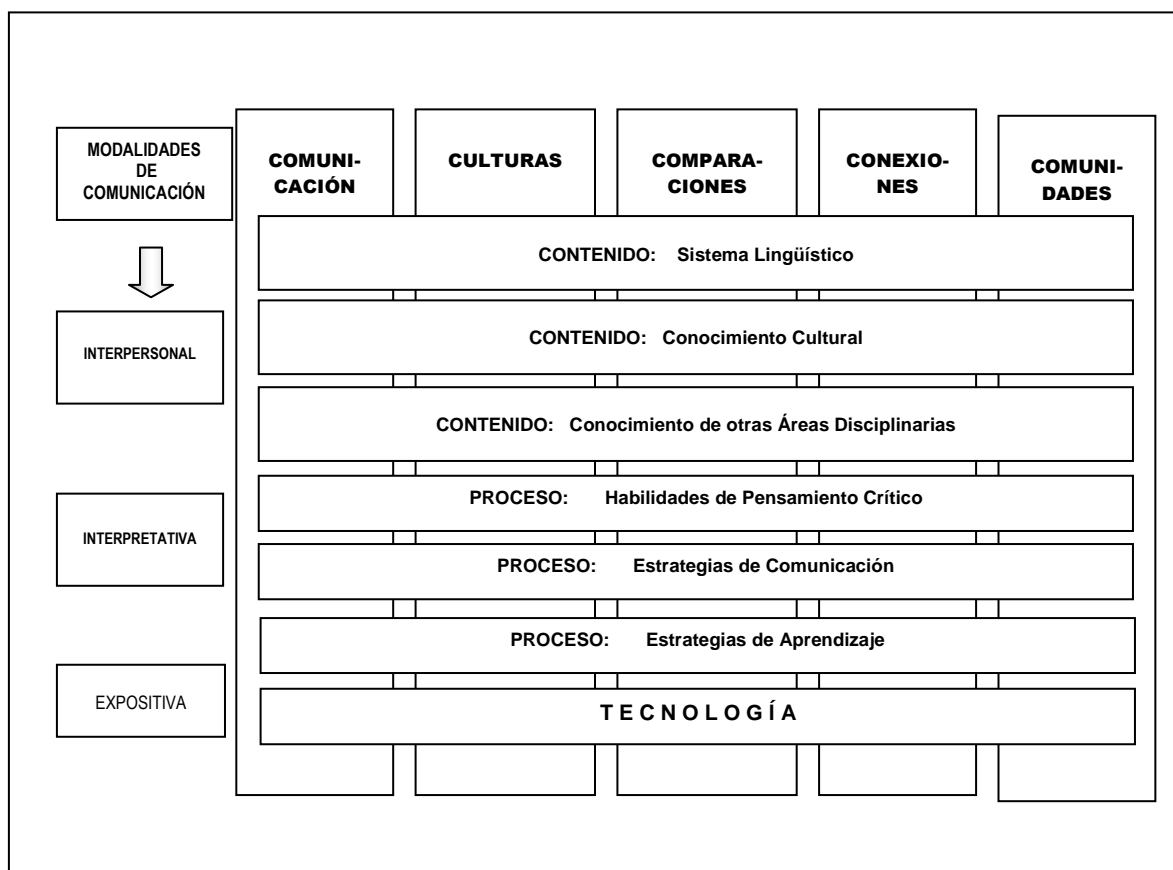 MODALIDADES
DE
COMUNICACIÓN
COMUNI-
CACIÓN
CULTURAS
COMPARA-
CIONES
CONEXIO-
NES
COMUNI-
DADES
CONTENIDO: Sistema Lingüístico
INTERPERSONAL
CONTENIDO: Conocimiento Cultural
CONTENIDO: Conocimiento de otras Áreas Disciplinarias
PROCESO: Habilidades de Pensamiento Crítico
INTERPRETATIVA
PROCESO: Estrategias de Comunicación
PROCESO: Estrategias de Aprendizaje
EXPOSITIVA
T E C N O L O G Í A